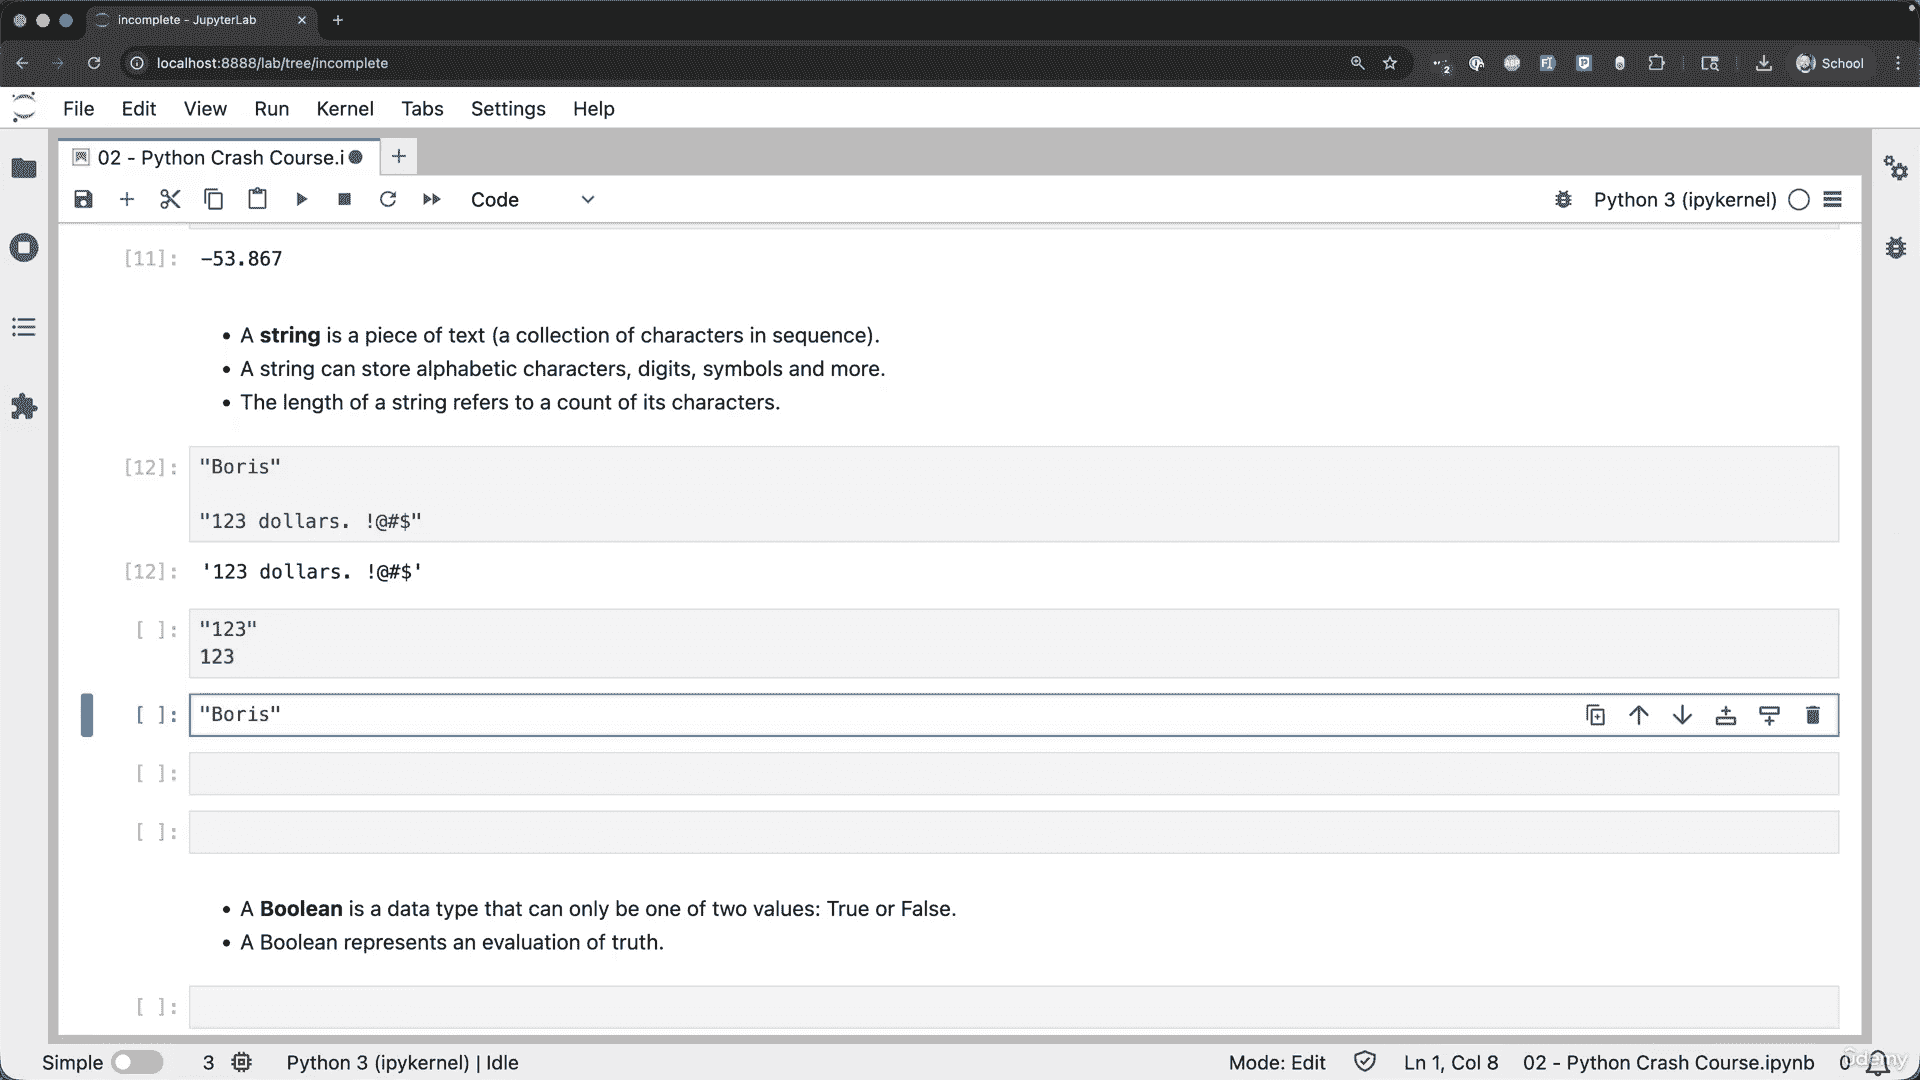 incomplete - JupyterLab
localhost:8888/lab/tree/incomplete
2
ABP
School
File Edit View Run Kernel Tabs Settings Help
02 - Python Crash Course.i
Code
Python 3 (ipykernel)
[11]: -53.867
• A string is a piece of text (a collection of characters in sequence).
• A string can store alphabetic characters, digits, symbols and more.
• The length of a string refers to a count of its characters.
[12]: "Boris"
"123 dollars. !@#$"
[12]: '123 dollars. !@#$'
[ ]: "123"
123
[ ]: "Boris"
[ ]:
[ ]:
• A Boolean is a data type that can only be one of two values: True or False.
• A Boolean represents an evaluation of truth.
[ ]:
Simple 3 Python 3 (ipykernel) | Idle Mode: Edit Ln 1, Col 8 02 - Python Crash Course.ipynb 0
Udemy